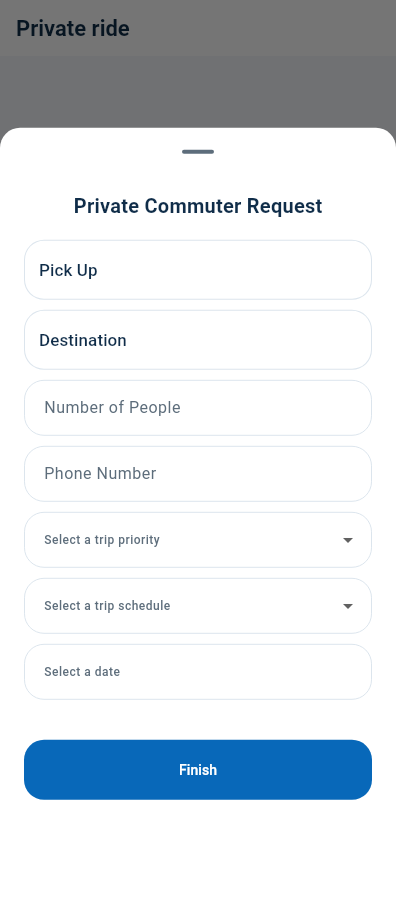 Private ride
Private Commuter Request
Pick Up
Destination
Number of People
Phone Number
Select a trip priority
Select a trip schedule
Select a date
Finish